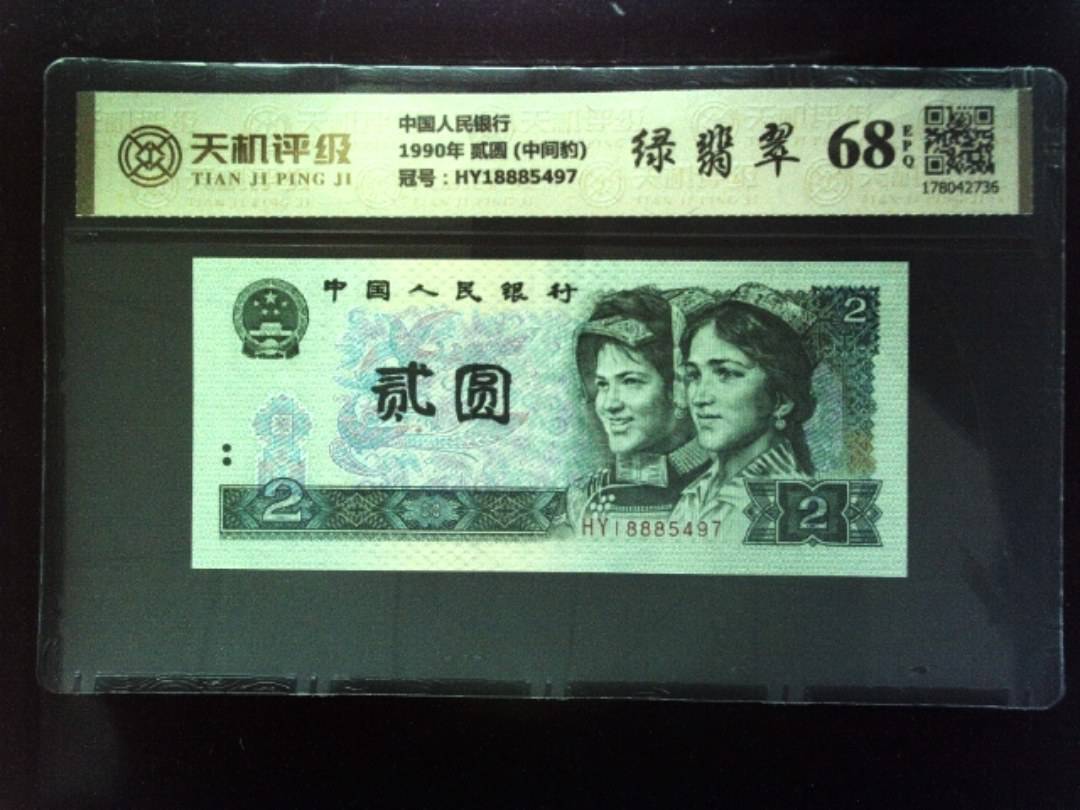 天机评级
TIAN JI PING JI
中国人民银行
1990年 贰圆 (中间豹)
冠号：HY18885497
绿翡翠
68
EPQ
178042736
中国人民银行
2
贰圆
2
HY18885497
2